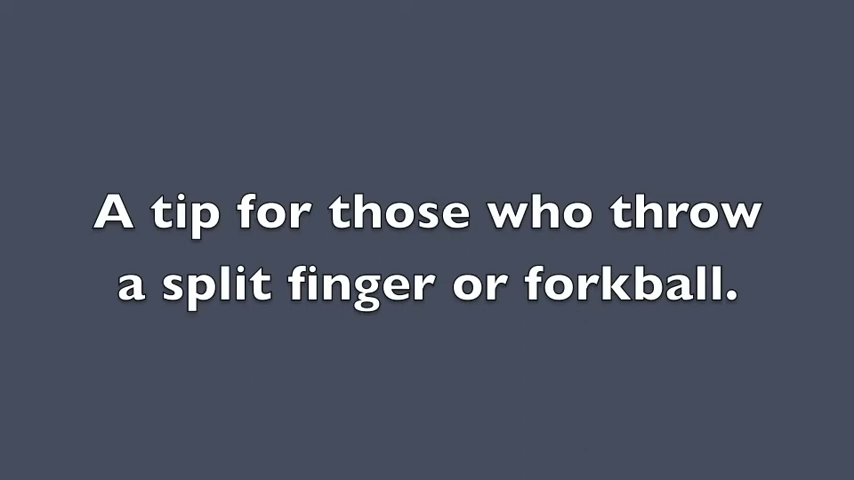 A tip for those who throw
a split finger or forkball.